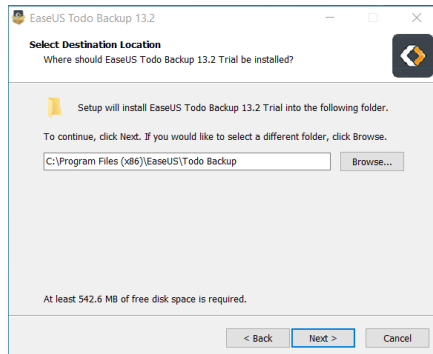 EaseUS Todo Backup 13.2
Select Destination Location
Where should EaseUS Todo Backup 13.2 Trial be installed?
Setup will install EaseUS Todo Backup 13.2 Trial into the following folder.
To continue, click Next. If you would like to select a different folder, click Browse.
C:\Program Files (x86)\EaseUS\Todo Backup
Browse...
At least 542.6 MB of free disk space is required.
< Back
Next >
Cancel